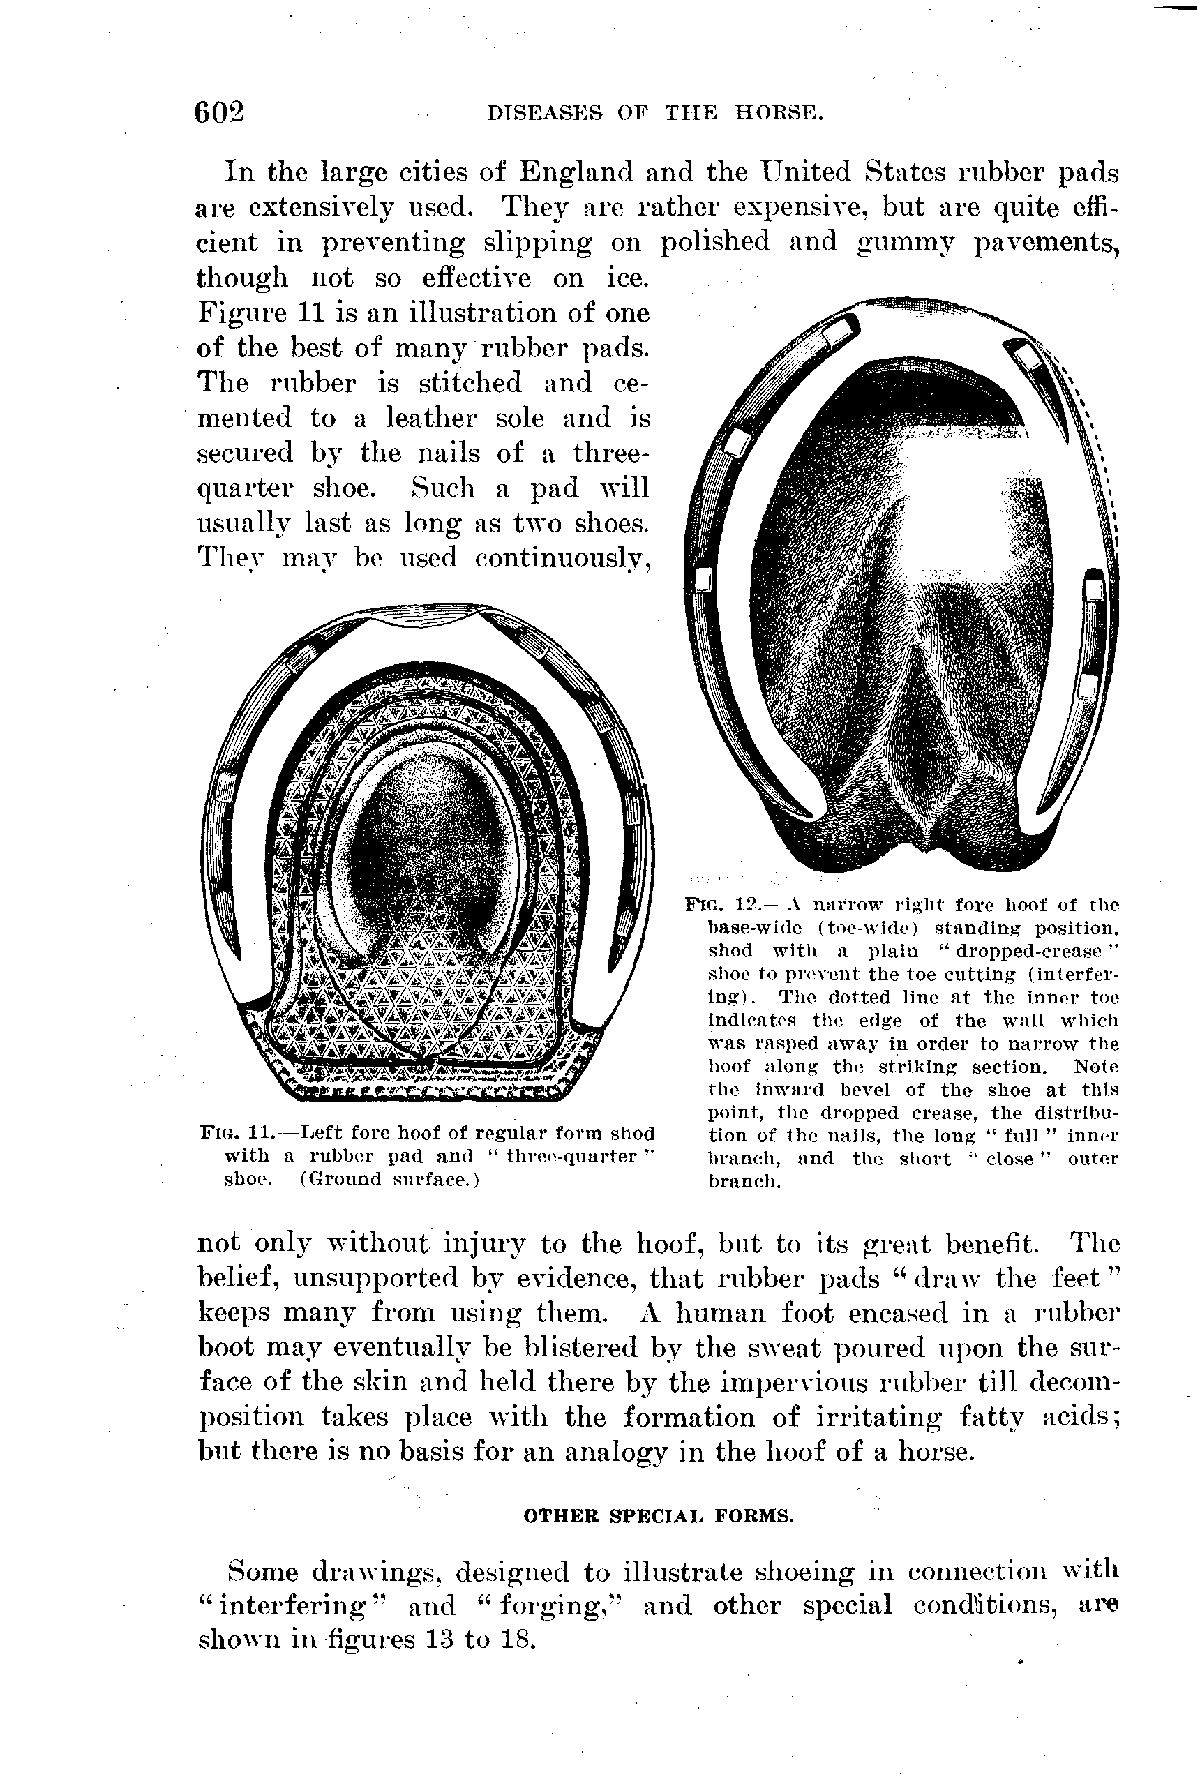 602 DISEASES OF THE HORSE.
In the large cities of England and the United States rubber pads
are extensively used. They are rather expensive, but are quite effi-
cient in preventing slipping on polished and gummy pavements,
though not so effective on ice.
Figure 11 is an illustration of one
of the best of many rubber pads.
The rubber is stitched and ce-
mented to a leather sole and is
secured by the nails of a three-
quarter shoe. Such a pad will
usually last as long as two shoes.
They may be used continuously,
FIG. 12.—A narrow right fore hoof of the
base-wide (toe-wide) standing position,
shod with a plain “dropped-crease”
shoe to prevent the toe cutting (interfer-
ing). The dotted line at the inner toe
indicates the edge of the wall which
was rasped away in order to narrow the
hoof along the striking section. Note
the inward bevel of the shoe at this
point, the dropped crease, the distribu-
tion of the nails, the long “full” inner
branch, and the short “close” outer
branch.
FIG. 11.—Left fore hoof of regular form shod
with a rubber pad and “three-quarter”
shoe. (Ground surface.)
not only without injury to the hoof, but to its great benefit. The
belief, unsupported by evidence, that rubber pads “draw the feet”
keeps many from using them. A human foot encased in a rubber
boot may eventually be blistered by the sweat poured upon the sur-
face of the skin and held there by the impervious rubber till decom-
position takes place with the formation of irritating fatty acids;
but there is no basis for an analogy in the hoof of a horse.
OTHER SPECIAL FORMS.
Some drawings, designed to illustrate shoeing in connection with
“interfering” and “forging,” and other special conditions, are
shown in figures 13 to 18.